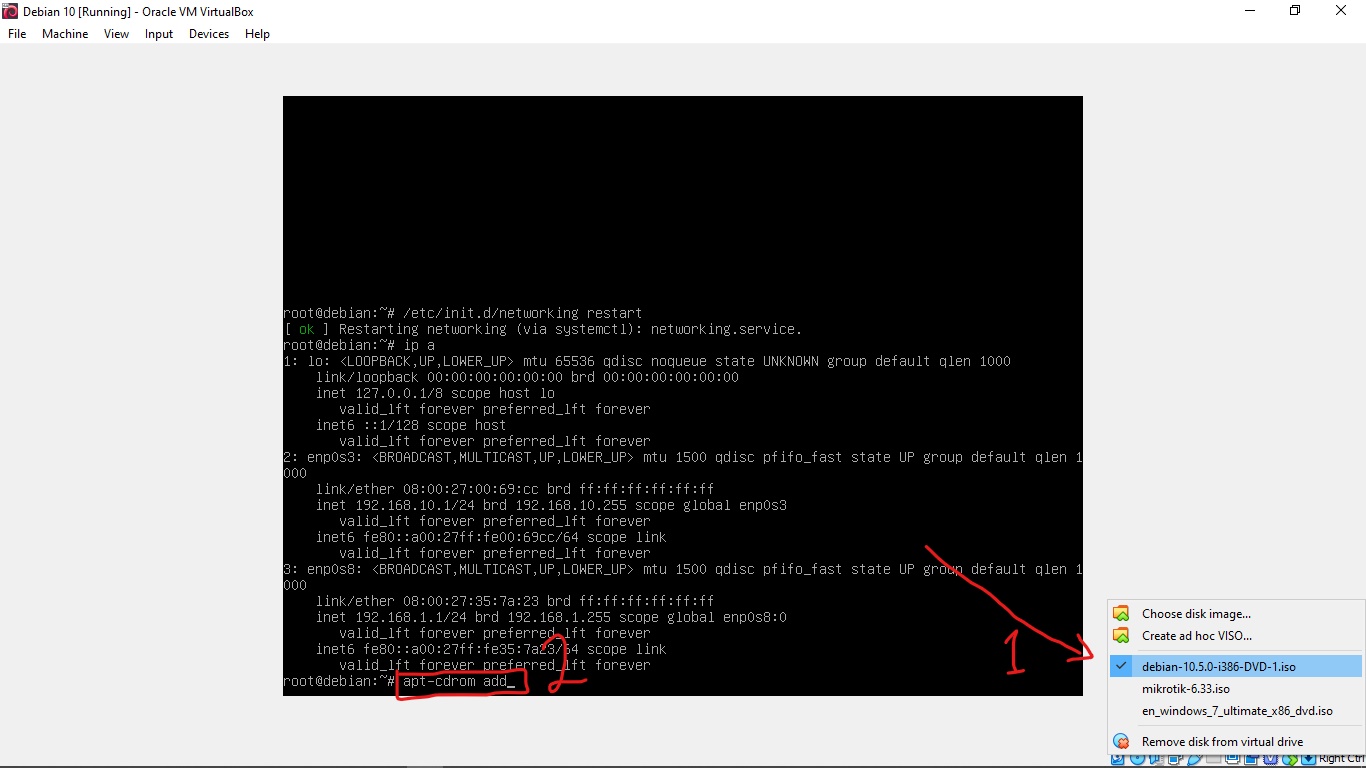 Debian 10 [Running] - Oracle VM VirtualBox
File Machine View Input Devices Help
root@debian:~# /etc/init.d/networking restart
[ ok ] Restarting networking (via systemctl): networking.service.
root@debian:~# ip a
1: lo: <LOOPBACK,UP,LOWER_UP> mtu 65536 qdisc noqueue state UNKNOWN group default qlen 1000
link/loopback 00:00:00:00:00:00 brd 00:00:00:00:00:00
inet 127.0.0.1/8 scope host lo
valid_lft forever preferred_lft forever
inet6 ::1/128 scope host
valid_lft forever preferred_lft forever
2: enp0s3: <BROADCAST,MULTICAST,UP,LOWER_UP> mtu 1500 qdisc pfifo_fast state UP group default qlen 1
000
link/ether 08:00:27:00:69:cc brd ff:ff:ff:ff:ff:ff
inet 192.168.10.1/24 brd 192.168.10.255 scope global enp0s3
valid_lft forever preferred_lft forever
inet6 fe80::a00:27ff:fe00:69cc/64 scope link
valid_lft forever preferred_lft forever
3: enp0s8: <BROADCAST,MULTICAST,UP,LOWER_UP> mtu 1500 qdisc pfifo_fast state UP group default qlen 1
000
link/ether 08:00:27:35:7a:23 brd ff:ff:ff:ff:ff:ff
inet 192.168.1.1/24 brd 192.168.1.255 scope global enp0s8:0
valid_lft forever preferred_lft forever
inet6 fe80::a00:27ff:fe35:7a23/64 scope link
valid_lft forever preferred_lft forever
root@debian:~# apt-cdrom add_
2
1
Choose disk image...
Create ad hoc VISO...
debian-10.5.0-i386-DVD-1.iso
mikrotik-6.33.iso
en_windows_7_ultimate_x86_dvd.iso
Remove disk from virtual drive
Right Ctrl